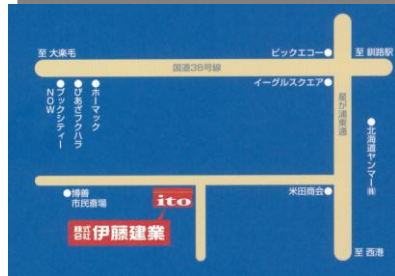 至 大楽毛
ビックエコー
至 釧路駅
国道38号線
イーグルスクエア
ホーマック
ぴあざフクハラ
ブックシティー
NOW
星が浦東通
北海道ヤンマー㈱
博善
市民斎場
ito
米田商会
株式
会社
伊藤建業
至 西港